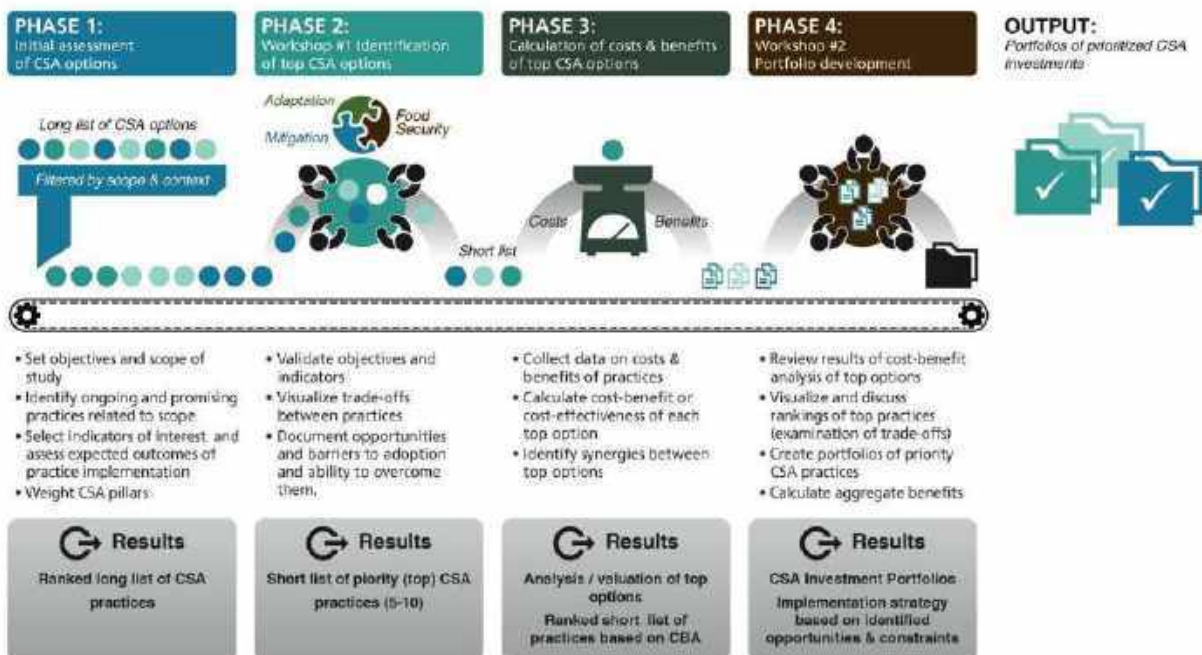 PHASE 1:
Initial assessment
of CSA options
PHASE 2:
Workshop #1 Identification
of top CSA options
PHASE 3:
Calculation of costs & benefits
of top CSA options
PHASE 4:
Workshop #2
Portfolio development
OUTPUT:
Portfolios of prioritized CSA
investments
Long list of CSA options
Filtered by scope & context
Adaptation
Mitigation
Food
Security
Short list
Costs
Benefits
• Set objectives and scope of
study
• Identify ongoing and promising
practices related to scope
• Select indicators of interest and
assess expected outcomes of
practice implementation
• Weight CSA pillars
• Validate objectives and
indicators
• Visualize trade-offs
between practices
• Document opportunities
and barriers to adoption
and ability to overcome
them.
• Collect data on costs &
benefits of practices
• Calculate cost-benefit or
cost-effectiveness of each
top option
• Identify synergies between
top options
• Review results of cost-benefit
analysis of top options
• Visualize and discuss
rankings of top practices
(examination of trade-offs)
• Create portfolios of priority
CSA practices
• Calculate aggregate benefits
Results
Ranked long list of CSA
practices
Results
Short list of piority (top) CSA
practices (5-10)
Results
Analysis / valuation of top
options
Ranked short list of
practices based on CBA
Results
CSA Investment Portfolios
Implementation strategy
based on identified
opportunities & constraints